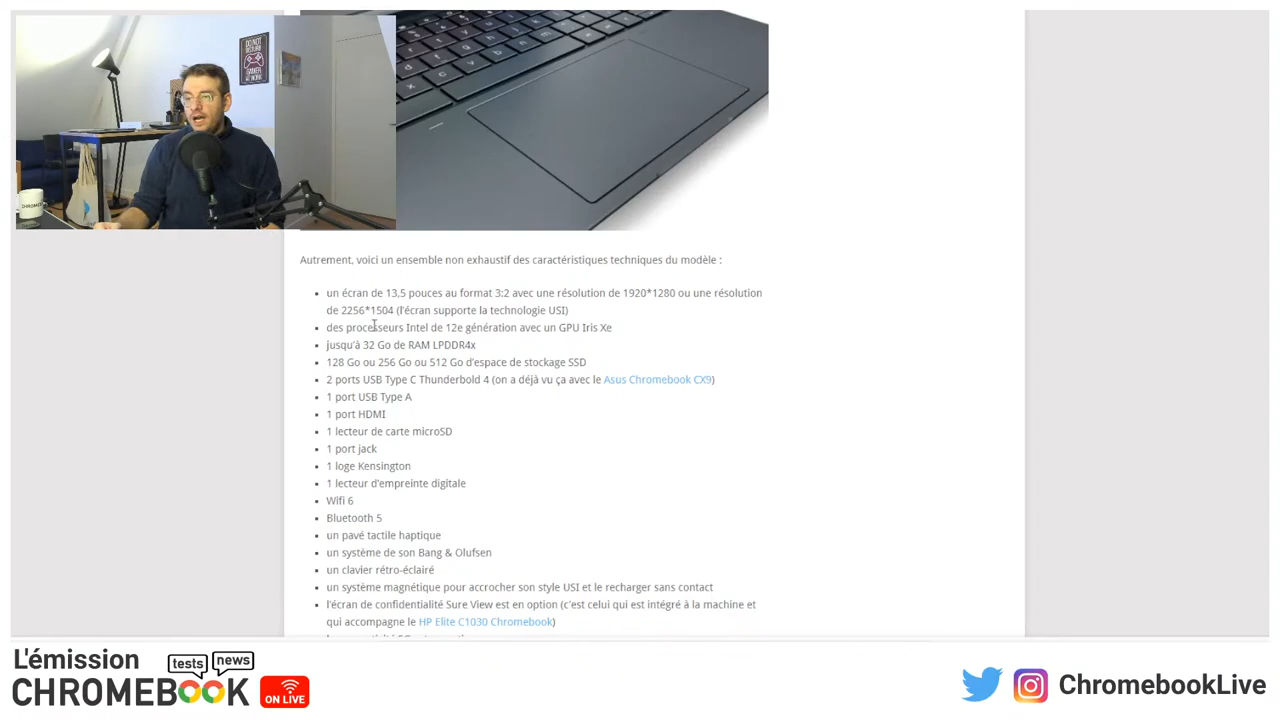 DO NOT
DISTURB
GAMER
AT WORK
CHROMEB
Autrement, voici un ensemble non exhaustif des caractéristiques techniques du modèle :
un écran de 13,5 pouces au format 3:2 avec une résolution de 1920*1280 ou une résolution
de 2256*1504 (l'écran supporte la technologie USI)
des processeurs Intel de 12e génération avec un GPU Iris Xe
jusqu'à 32 Go de RAM LPDDR4x
128 Go ou 256 Go ou 512 Go d'espace de stockage SSD
2 ports USB Type C Thunderbold 4 (on a déjà vu ça avec le Asus Chromebook CX9)
1 port USB Type A
1 port HDMI
1 lecteur de carte microSD
1 port jack
1 loge Kensington
1 lecteur d'empreinte digitale
Wifi 6
Bluetooth 5
un pavé tactile haptique
un système de son Bang & Olufsen
un clavier rétro-éclairé
un système magnétique pour accrocher son style USI et le recharger sans contact
l'écran de confidentialité Sure View est en option (c'est celui qui est intégré à la machine et
qui accompagne le HP Elite C1030 Chromebook)
L'émission
tests
news
CHROMEBOOK
ON LIVE
ChromebookLive